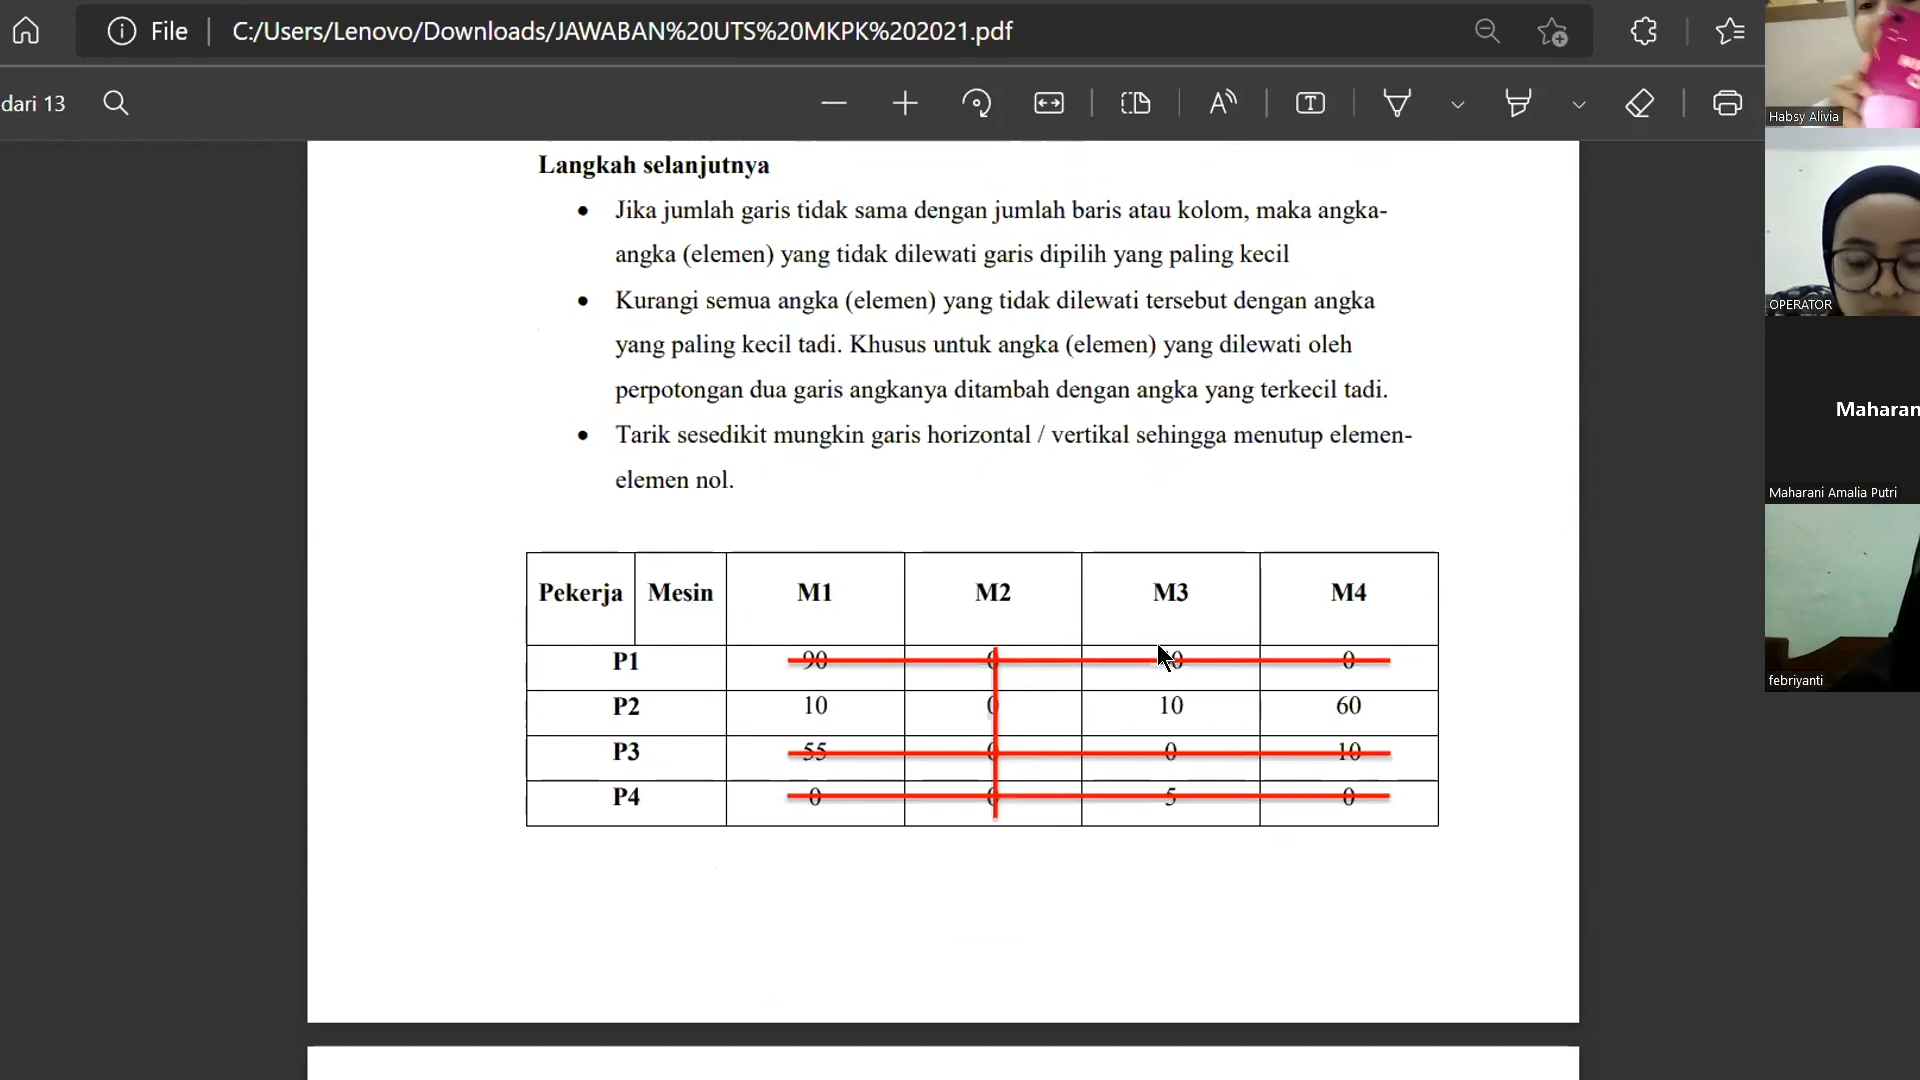 File
C:/Users/Lenovo/Downloads/JAWABAN%20UTS%20MKPK%202021.pdf
dari 13
Langkah selanjutnya
• Jika jumlah garis tidak sama dengan jumlah baris atau kolom, maka angka-
angka (elemen) yang tidak dilewati garis dipilih yang paling kecil
• Kurangi semua angka (elemen) yang tidak dilewati tersebut dengan angka
yang paling kecil tadi. Khusus untuk angka (elemen) yang dilewati oleh
perpotongan dua garis angkanya ditambah dengan angka yang terkecil tadi.
• Tarik sesedikit mungkin garis horizontal / vertikal sehingga menutup elemen-
elemen nol.
Pekerja Mesin M1 M2 M3 M4
P1 90 0 0
P2 10 0 10 60
P3 55 0 0 10
P4 0 0 5 0
Habsy Alivia
OPERATOR
Maharan
Maharani Amalia Putri
febriyanti